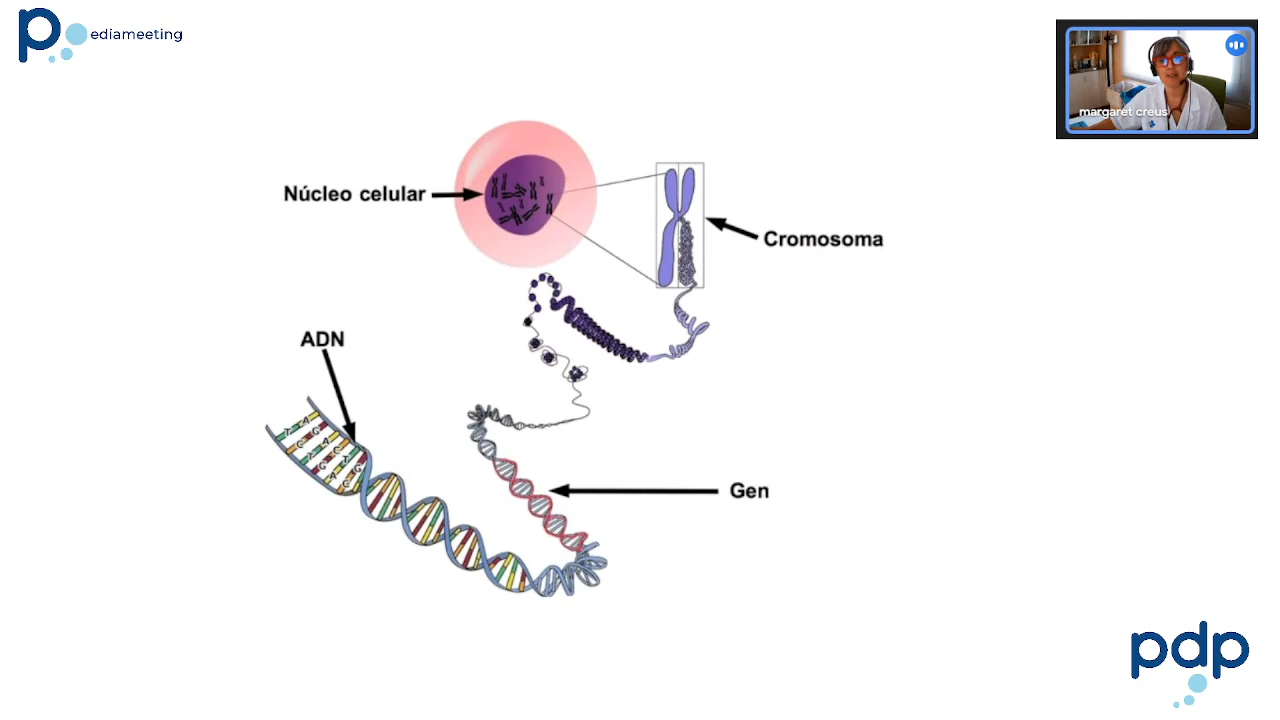 p.ediameeting
margaret creus
Núcleo celular
Cromosoma
ADN
Gen
T A
C G
T A
G C
A T
C G
pdp